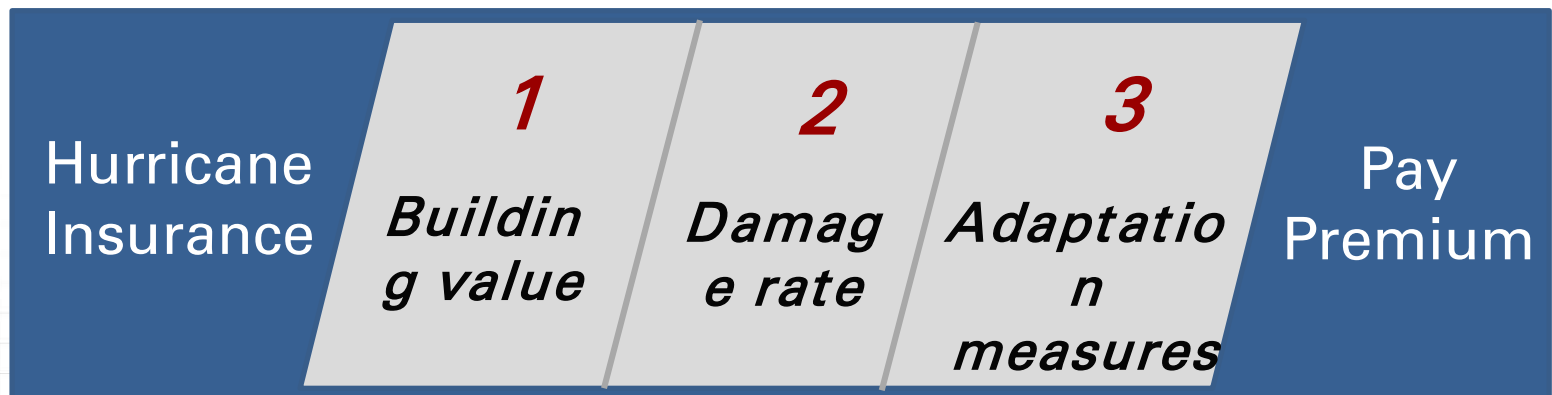 Hurricane
Insurance
1
Buildin
g value
2
Damag
e rate
3
Adaptatio
n
measures
Pay
Premium